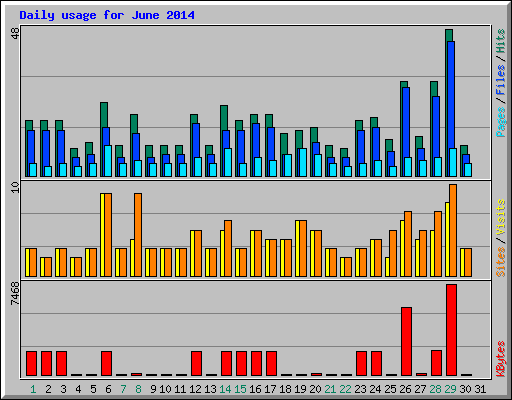 Daily usage for June 2014
48
Pages / Files / Hits
10
Sites / Visits
7468
KBytes
1 2 3 4 5 6 7 8 9 10 11 12 13 14 15 16 17 18 19 20 21 22 23 24 25 26 27 28 29 30 31